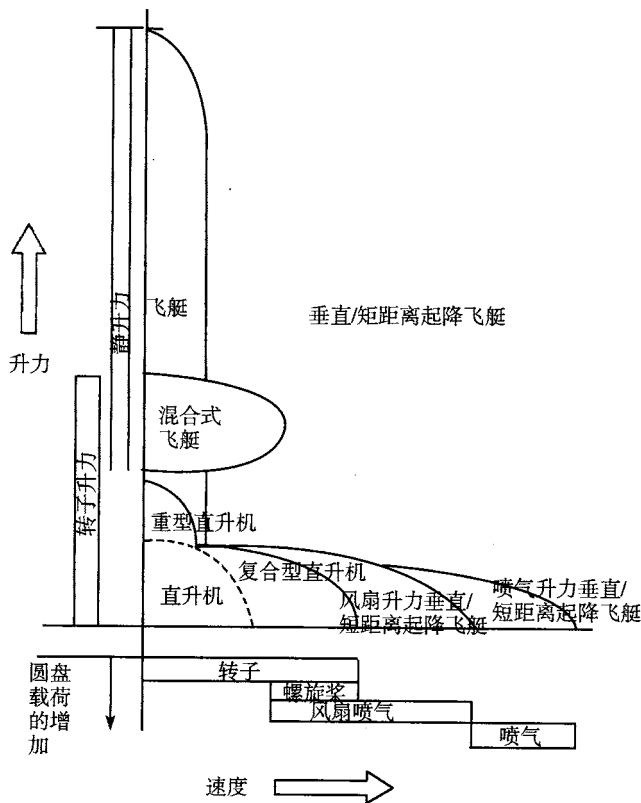 静升力
飞艇
垂直/矩距离起降飞艇
升力
转子升力
混合式
飞艇
重型直升机
复合型直升机
直升机
风扇升力垂直/
短距离起降飞艇
喷气升力垂直/
短距离起降飞艇
圆盘
载荷
的增
加
转子
螺旋桨
风扇喷气
喷气
速度